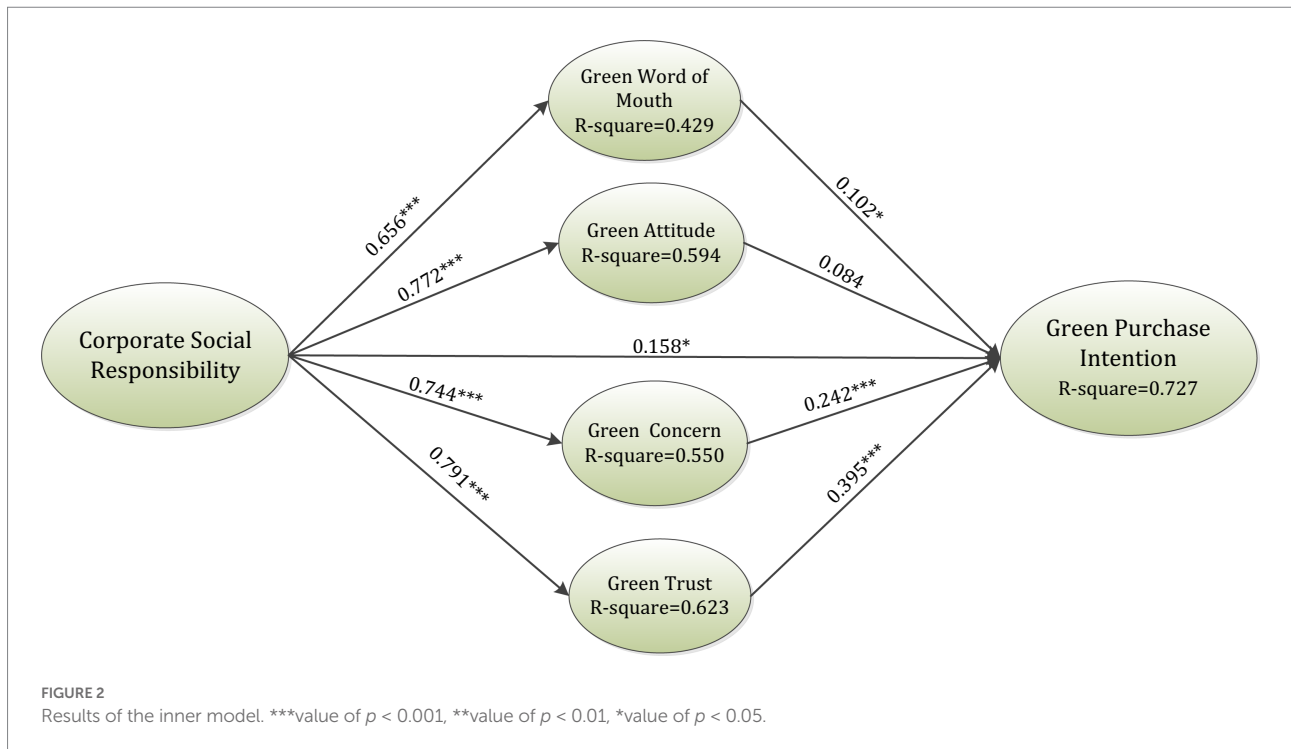 Green Word of
Mouth
R-square=0.429
0.656***
0.102*
Green Attitude
R-square=0.594
0.772***
0.084
Corporate Social
Responsibility
0.158*
Green Purchase
Intention
R-square=0.727
0.744***
0.242***
Green  Concern
R-square=0.550
0.791***
0.395***
Green Trust
R-square=0.623
FIGURE 2
Results of the inner model. ***value of p < 0.001, **value of p < 0.01, *value of p < 0.05.